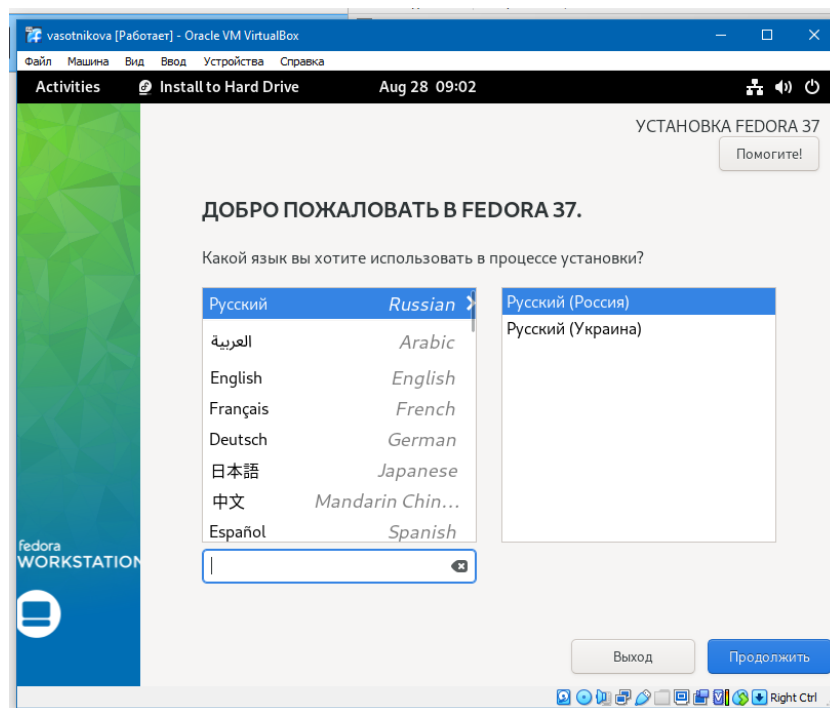 vasotnikova [Работает] - Oracle VM VirtualBox
Файл Машина Вид Ввод Устройства Справка
Activities Install to Hard Drive Aug 28 09:02
УСТАНОВКА FEDORA 37
Помогите!
ДОБРО ПОЖАЛОВАТЬ В FEDORA 37.
Какой язык вы хотите использовать в процессе установки?
Русский Russian Русский (Россия)
العربية Arabic Русский (Украина)
English English
Français French
Deutsch German
日本語 Japanese
中文 Mandarin Chin...
Español Spanish
fedora
WORKSTATION
Выход Продолжить
Right Ctrl